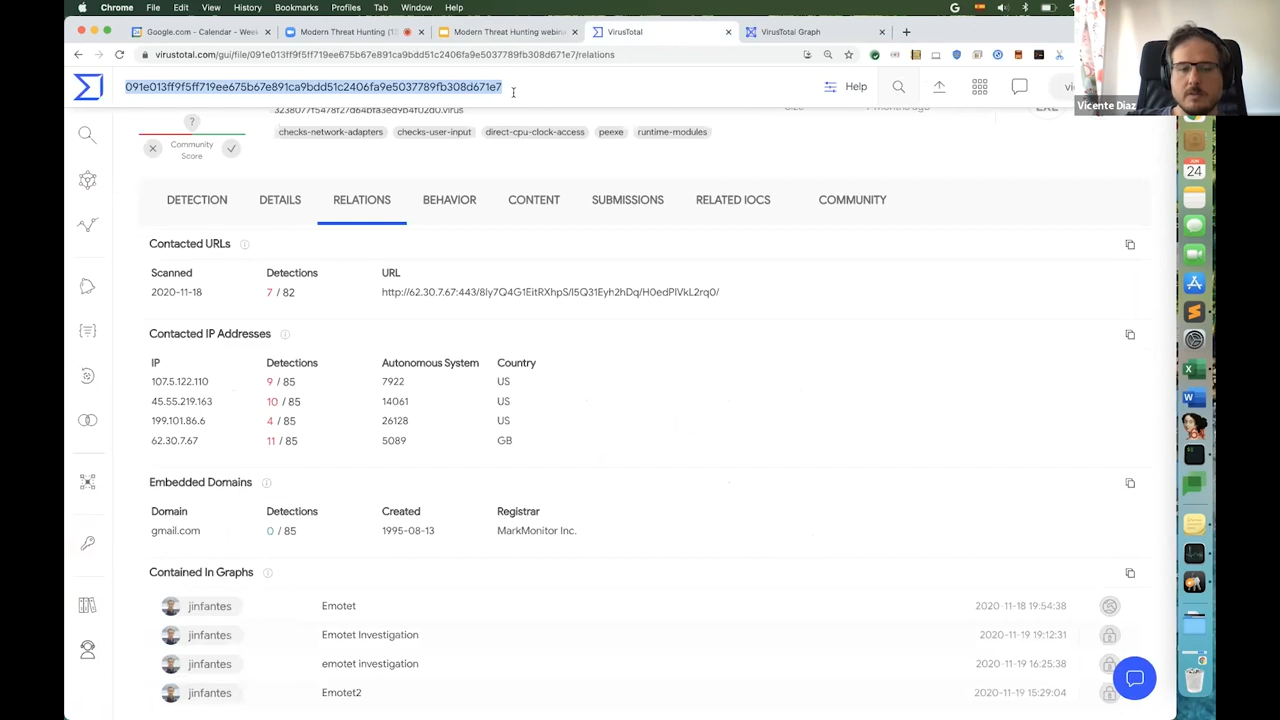 Chrome File Edit View History Bookmarks Profiles Tab Window Help
Google.com - Calendar - Wee
Modern Threat Hunting (1
Modern Threat Hunting webin
VirusTotal
VirusTotal Graph
virustotal.com/gui/file/091e013ff9f5ff719ee675b67e891ca9bdd51c2406fa9e5037789fb308d671e7/relations
091e013ff9f5ff719ee675b67e891ca9bdd51c2406fa9e5037789fb308d671e7
Help
Vicente Diaz
?
Community
Score
checks-network-adapters checks-user-input direct-cpu-clock-access peexe runtime-modules
DETECTION DETAILS RELATIONS BEHAVIOR CONTENT SUBMISSIONS RELATED IOCS COMMUNITY
Contacted URLs
Scanned Detections URL
2020-11-18 7 / 82 http://62.30.7.67:443/8Iy7Q4G1EitRXhpS/I5Q31Eyh2hDq/H0edPIVkL2rq0/
Contacted IP Addresses
IP Detections Autonomous System Country
107.5.122.110 9 / 85 7922 US
45.55.219.163 10 / 85 14061 US
199.101.86.6 4 / 85 26128 US
62.30.7.67 11 / 85 5089 GB
Embedded Domains
Domain Detections Created Registrar
gmail.com 0 / 85 1995-08-13 MarkMonitor Inc.
Contained In Graphs
jinfantes Emotet 2020-11-18 19:54:38
jinfantes Emotet Investigation 2020-11-19 19:12:31
jinfantes emotet investigation 2020-11-19 16:25:38
jinfantes Emotet2 2020-11-19 15:29:04
JUN
24